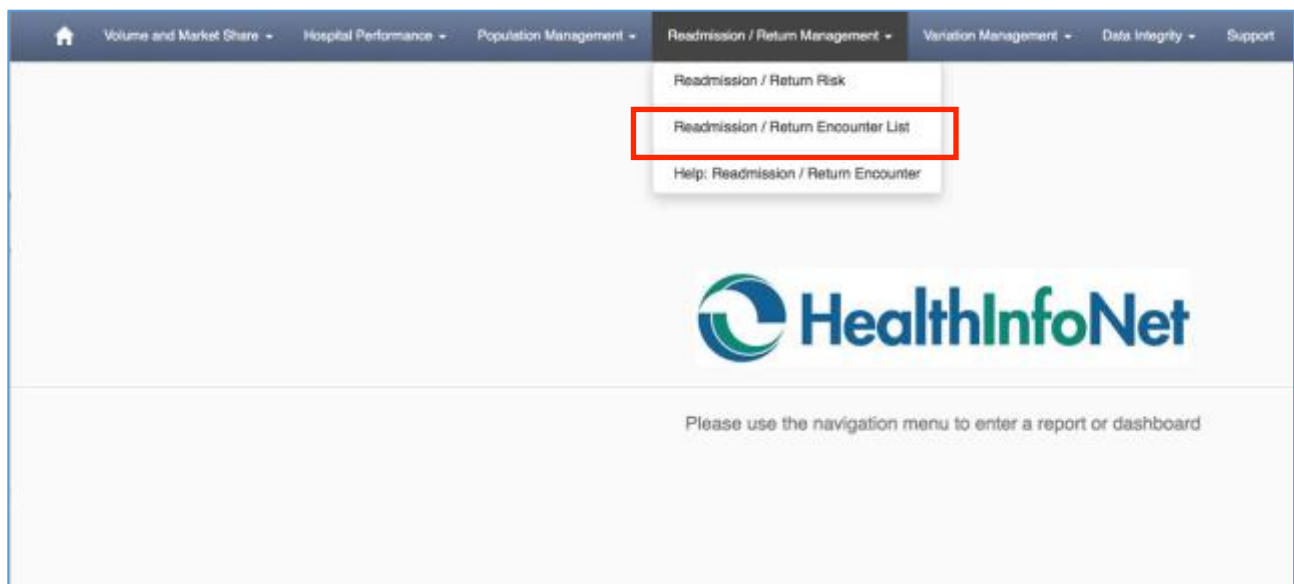 Volume and Market Share Hospital Performance Population Management Readmission / Return Management Variation Management Data Integrity Support
Readmission / Return Risk
Readmission / Return Encounter List
Help: Readmission / Return Encounter
HealthInfoNet
Please use the navigation menu to enter a report or dashboard